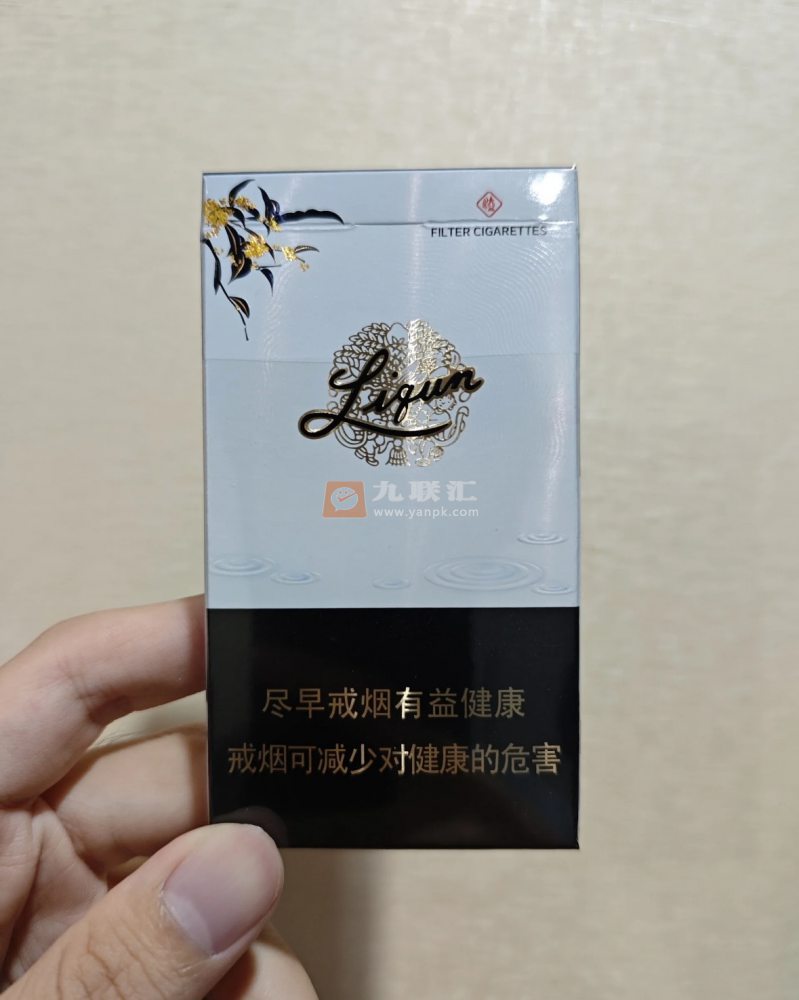 FILTER CIGARETTES
Liqun
九联汇
www.yanpk.com
尽早戒烟有益健康
戒烟可减少对健康的危害